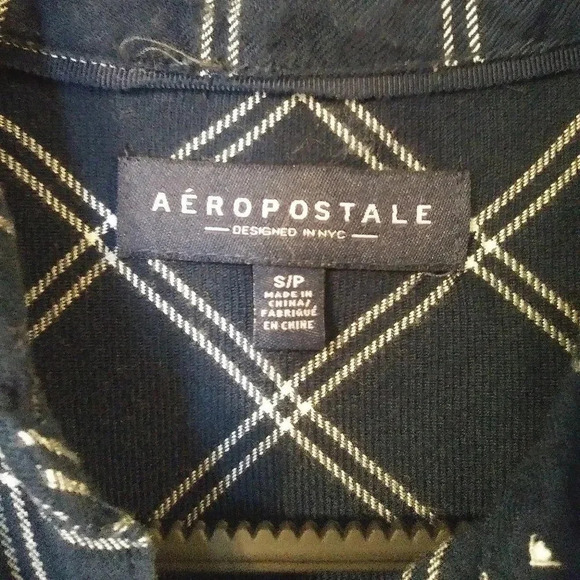 AÉROPOSTALE
— DESIGNED IN NYC —
S/P
MADE IN
CHINA/
FABRIQUÉ
EN CHINE